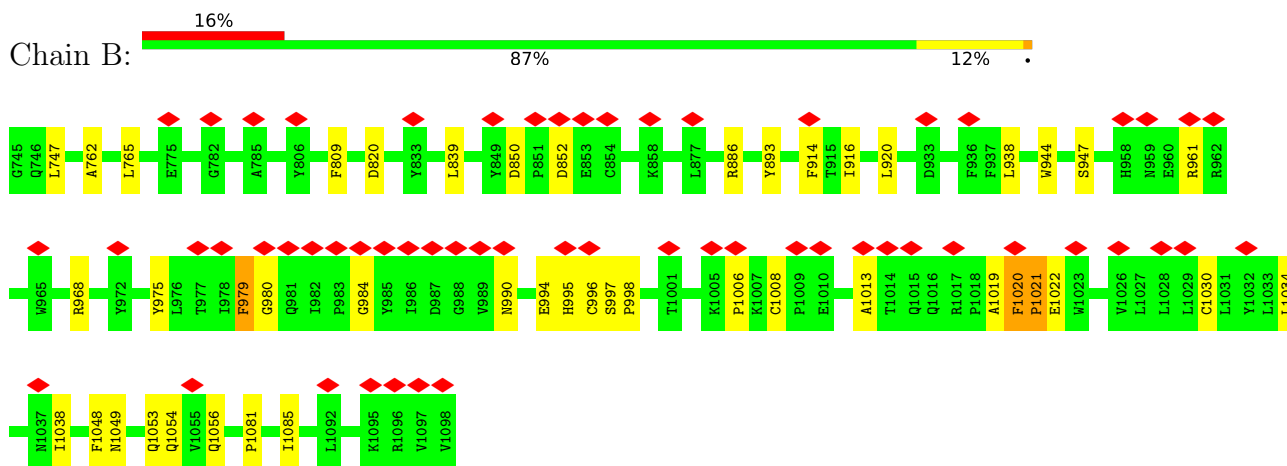 16%
Chain B:
87% 12% •
G745 Q746 L747 A762 L765 E775 G782 A785 Y806 F809 D820 Y833 L839 Y849 D850 P851 D852 E853 C854 K858 L877 R886 Y893 F914 T915 I916 L920 D933 F936 F937 L938 W944 S947 H958 N959 E960 R961 R962
W965 R968 Y972 Y975 L976 T977 I978 F979 G980 Q981 I982 P983 G984 Y985 I986 D987 G988 V989 N990 E994 H995 C996 S997 P998 T1001 K1005 P1006 K1007 C1008 P1009 E1010 A1013 T1014 Q1015 Q1016 R1017 P1018 A1019 F1020 P1021 E1022 W1023 V1026 L1027 L1028 L1029 C1030 L1031 Y1032 L1033 L1034
N1037 I1038 F1048 N1049 Q1053 Q1054 V1055 Q1056 P1081 I1085 L1092 K1095 R1096 V1097 V1098